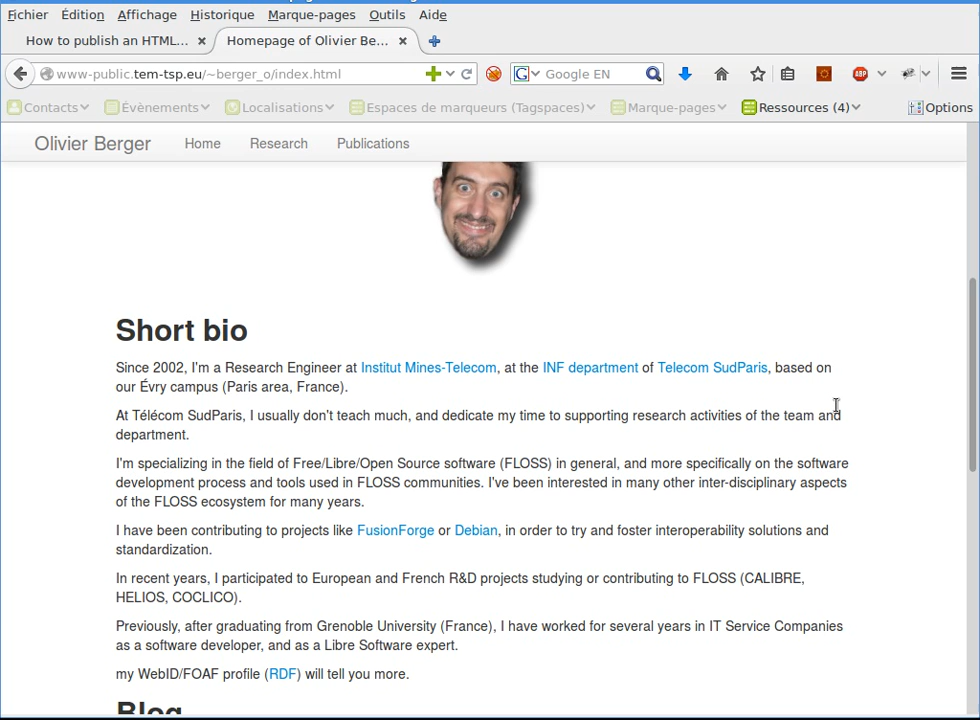 Fichier Édition Affichage Historique Marque-pages Outils Aide
How to publish an HTML... Homepage of Olivier Be...
www-public.tem-tsp.eu/~berger_o/index.html Google EN
Contacts Évènements Localisations Espaces de marqueurs (Tagspaces) Marque-pages Ressources (4) Options
Olivier Berger Home Research Publications
Short bio
Since 2002, I'm a Research Engineer at Institut Mines-Telecom, at the INF department of Telecom SudParis, based on
our Évry campus (Paris area, France).
At Télécom SudParis, I usually don't teach much, and dedicate my time to supporting research activities of the team and
department.
I'm specializing in the field of Free/Libre/Open Source software (FLOSS) in general, and more specifically on the software
development process and tools used in FLOSS communities. I've been interested in many other inter-disciplinary aspects
of the FLOSS ecosystem for many years.
I have been contributing to projects like FusionForge or Debian, in order to try and foster interoperability solutions and
standardization.
In recent years, I participated to European and French R&D projects studying or contributing to FLOSS (CALIBRE,
HELIOS, COCLICO).
Previously, after graduating from Grenoble University (France), I have worked for several years in IT Service Companies
as a software developer, and as a Libre Software expert.
my WebID/FOAF profile (RDF) will tell you more.
Blog